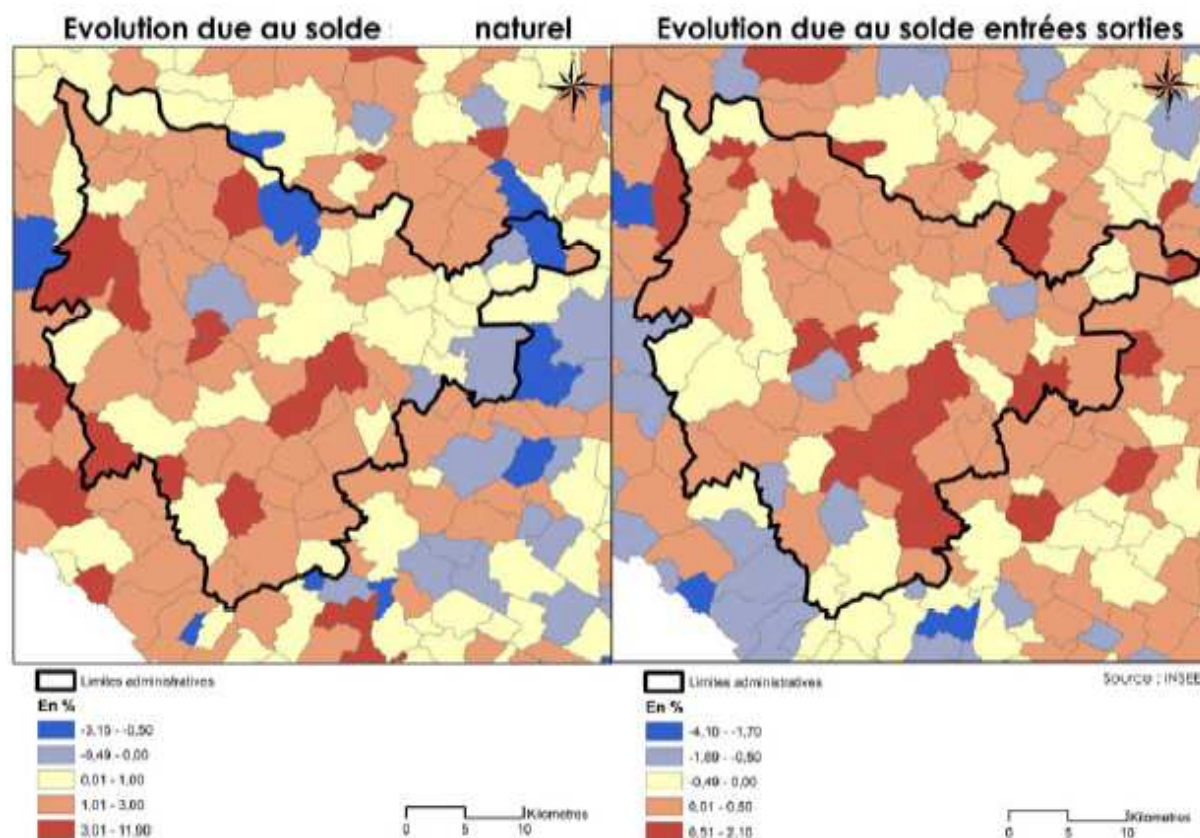 Evolution due au solde naturel
Evolution due au solde entrées sorties
Limites administratives
En %
-3,15 - -0,50
-0,49 - 0,00
0,01 - 1,00
1,01 - 3,00
3,01 - 11,90
Kilometres
0 5 10
Limites administratives
Source : INSEE
En %
-4,10 - -1,70
-1,69 - -0,50
-0,49 - 0,00
0,01 - 0,50
0,51 - 2,10
Kilometres
0 5 10